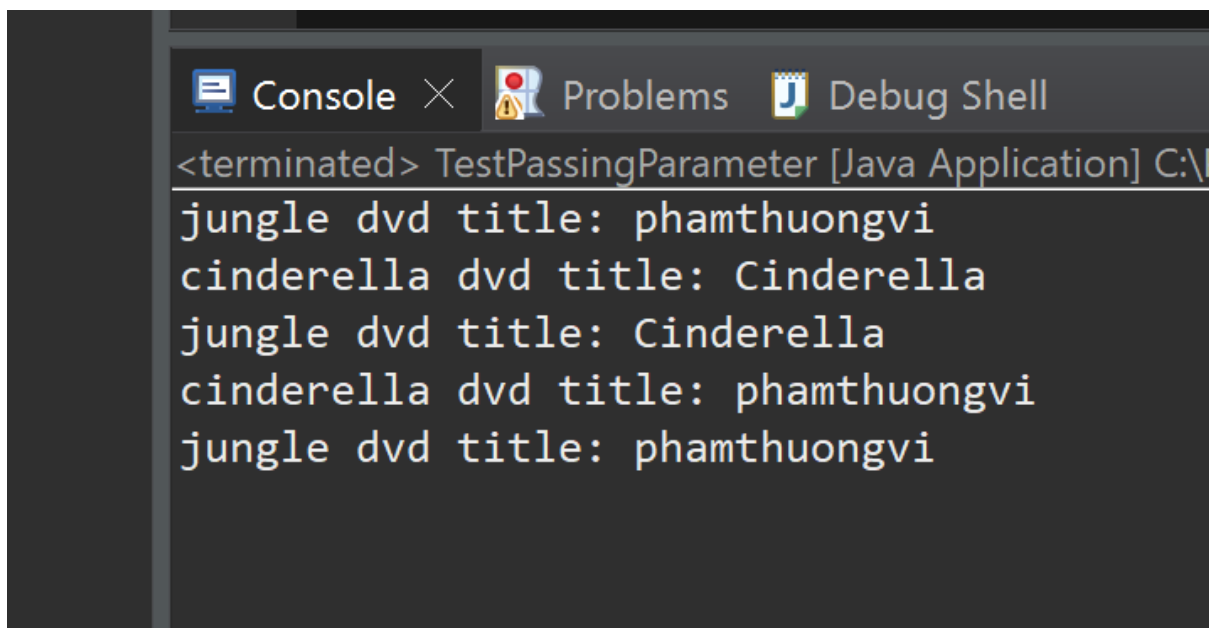 Console Problems Debug Shell
<terminated> TestPassingParameter [Java Application] C:\
jungle dvd title: phamthuongvi
cinderella dvd title: Cinderella
jungle dvd title: Cinderella
cinderella dvd title: phamthuongvi
jungle dvd title: phamthuongvi